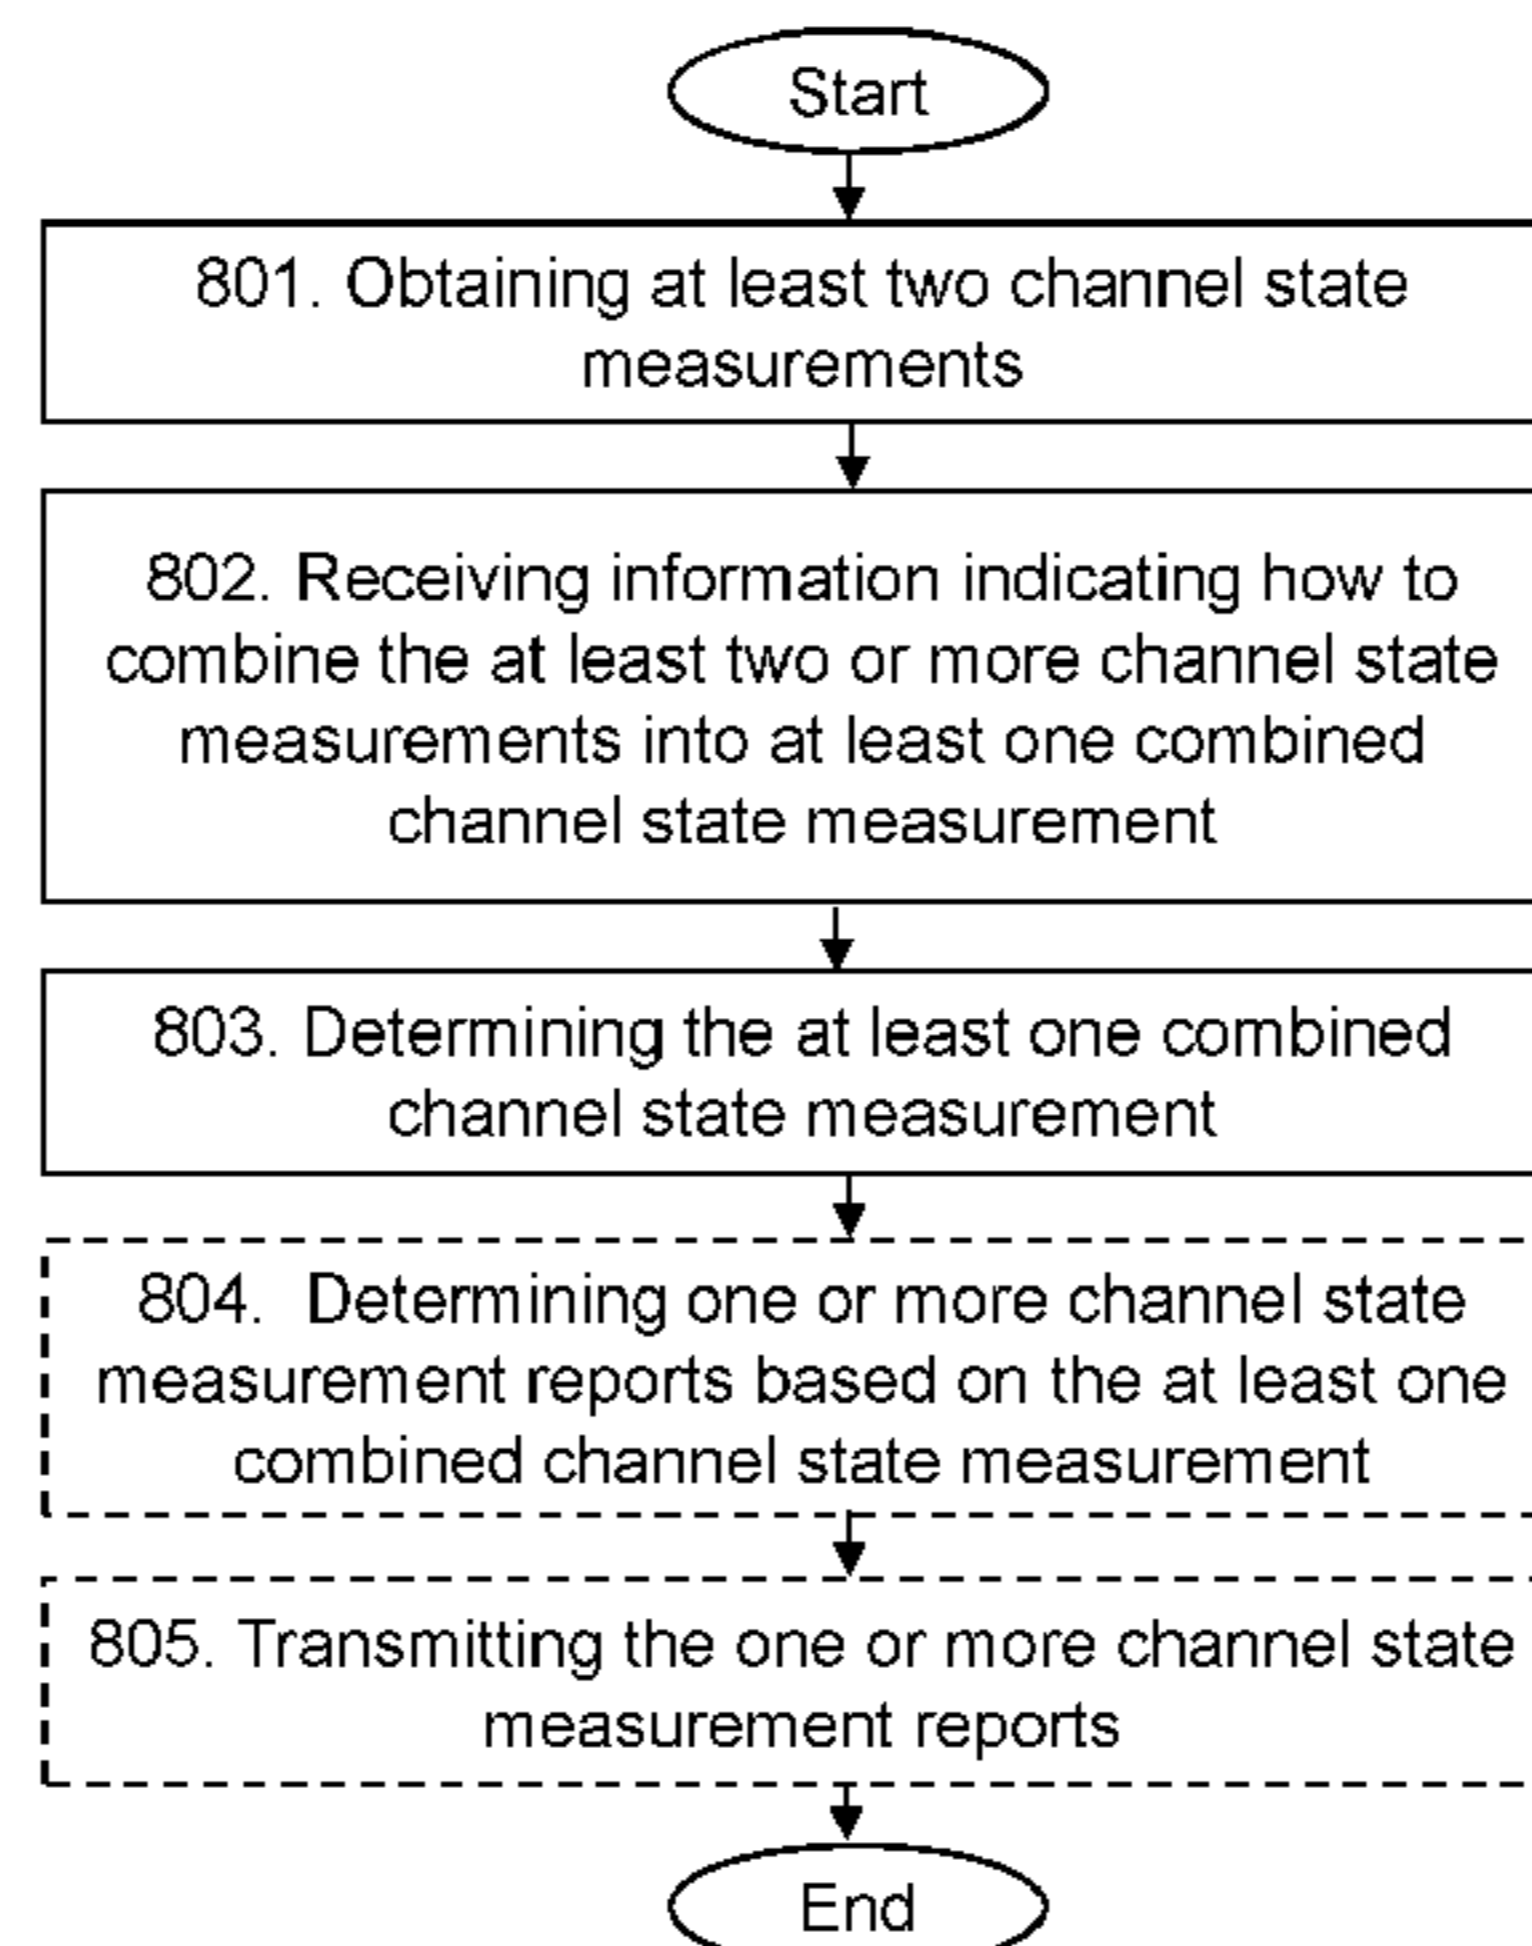 Start
801. Obtaining at least two channel state
measurements
802. Receiving information indicating how to
combine the at least two or more channel state
measurements into at least one combined
channel state measurement
803. Determining the at least one combined
channel state measurement
804. Determining one or more channel state
measurement reports based on the at least one
combined channel state measurement
805. Transmitting the one or more channel state
measurement reports
End